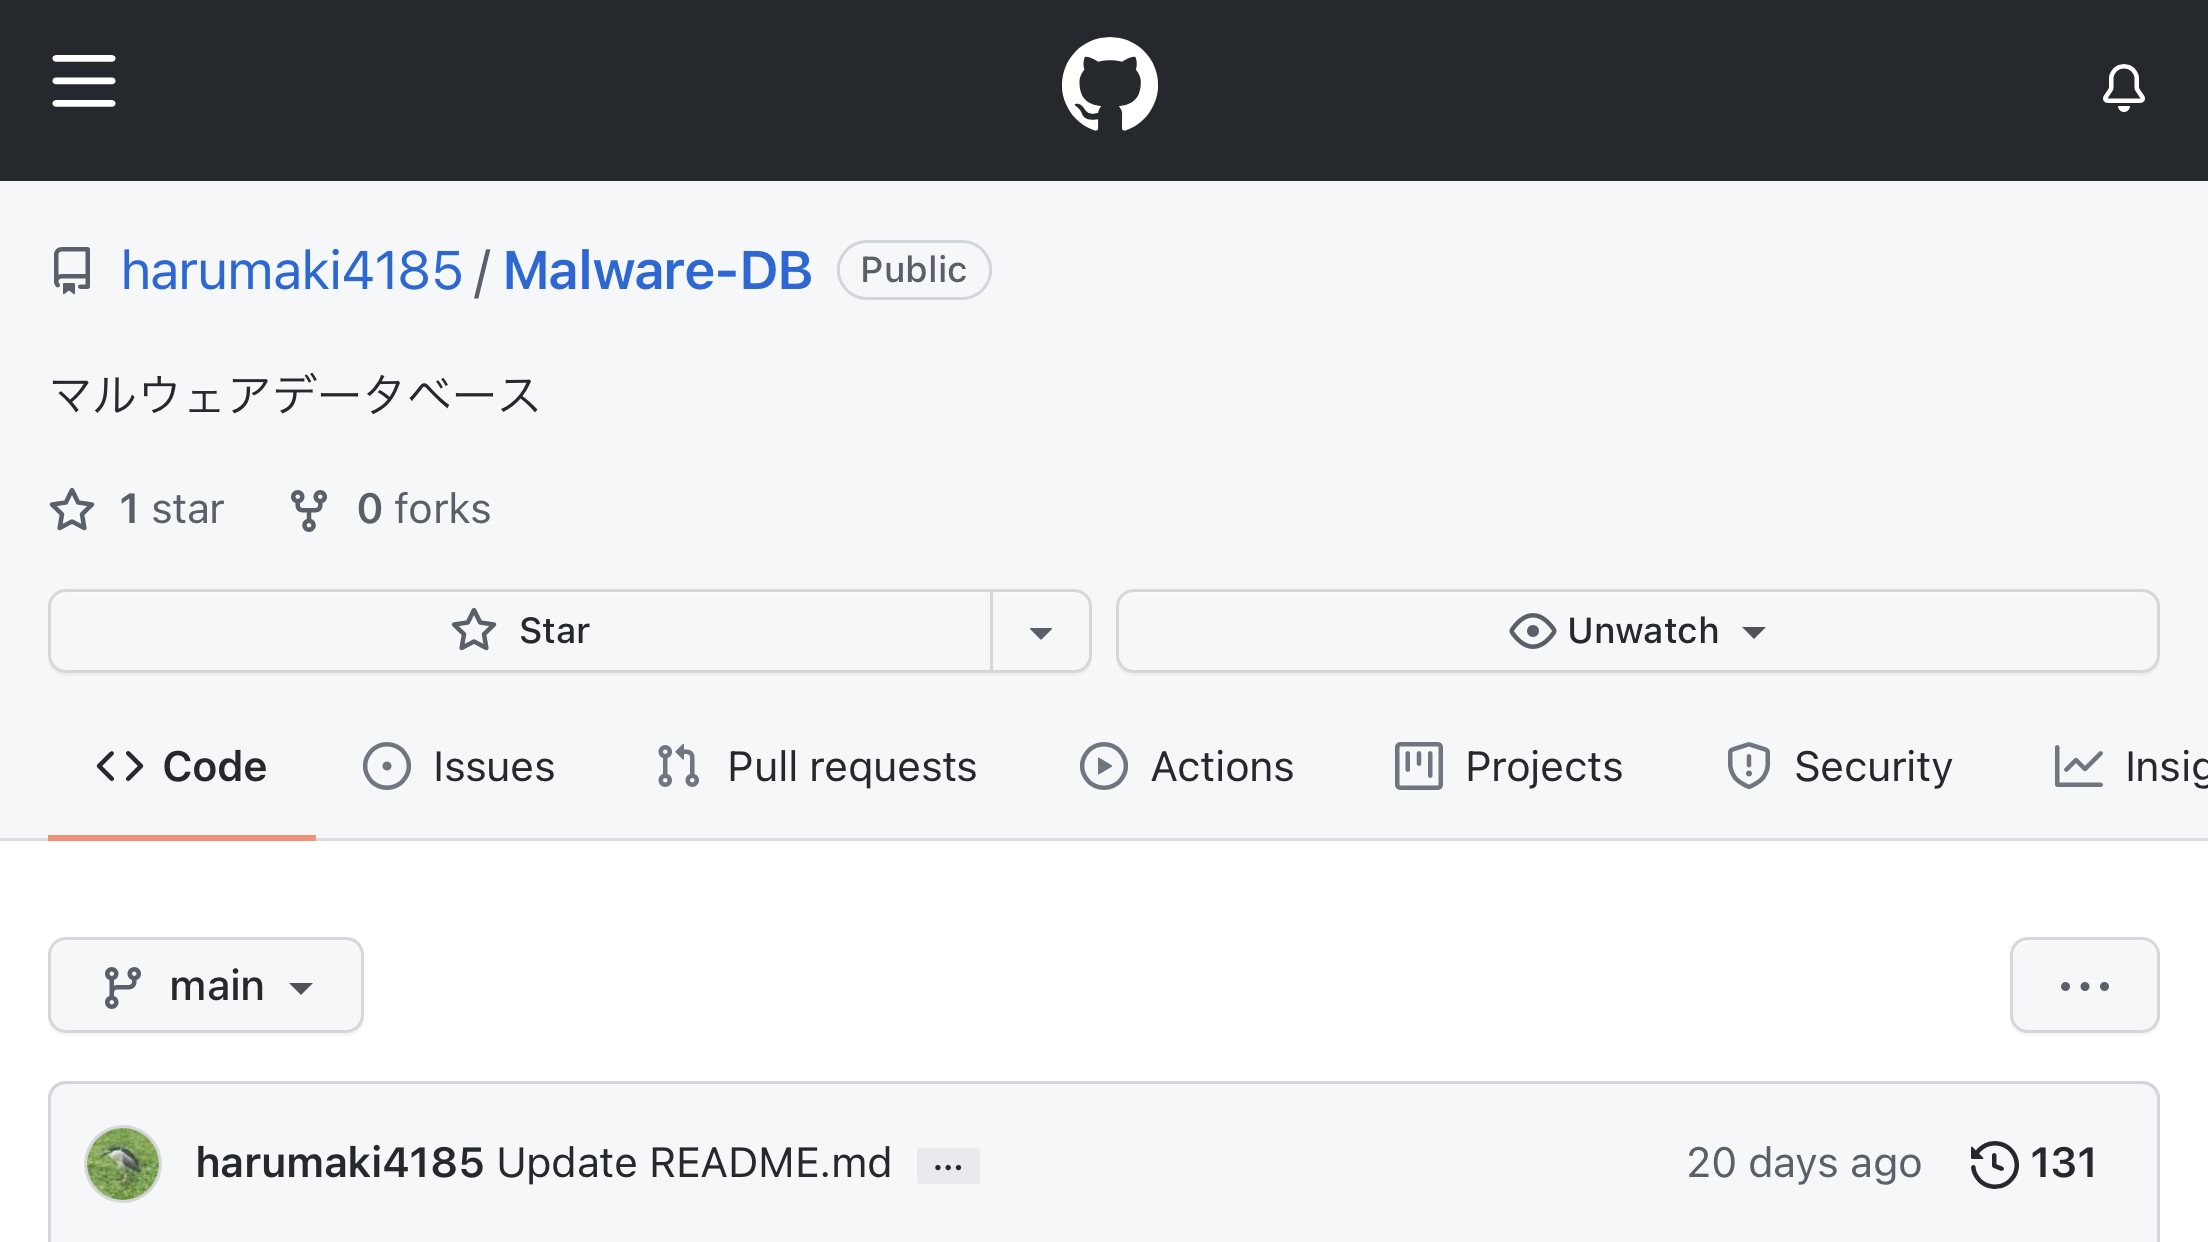 harumaki4185 / Malware-DB Public
マルウェアデータベース
1 star 0 forks
Star Unwatch
Code Issues Pull requests Actions Projects Security Insig
main ...
harumaki4185 Update README.md ... 20 days ago 131